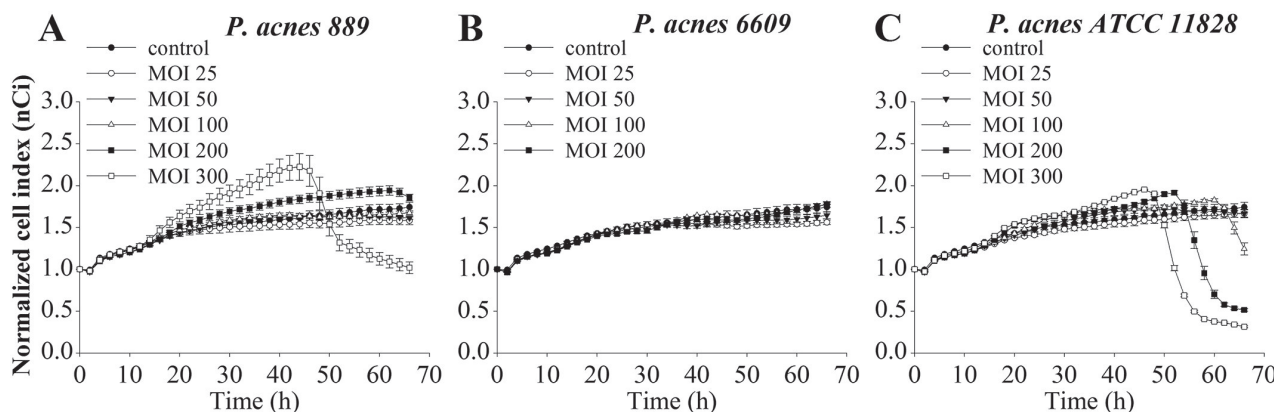 A
P. acnes 889
control
MOI 25
MOI 50
MOI 100
MOI 200
MOI 300
Normalized cell index (nCi)
3.0
2.5
2.0
1.5
1.0
0.5
0.0
0 10 20 30 40 50 60 70
Time (h)
B
P. acnes 6609
control
MOI 25
MOI 50
MOI 100
MOI 200
3.0
2.5
2.0
1.5
1.0
0.5
0.0
0 10 20 30 40 50 60 70
Time (h)
C
P. acnes ATCC 11828
control
MOI 25
MOI 50
MOI 100
MOI 200
MOI 300
3.0
2.5
2.0
1.5
1.0
0.5
0.0
0 10 20 30 40 50 60 70
Time (h)